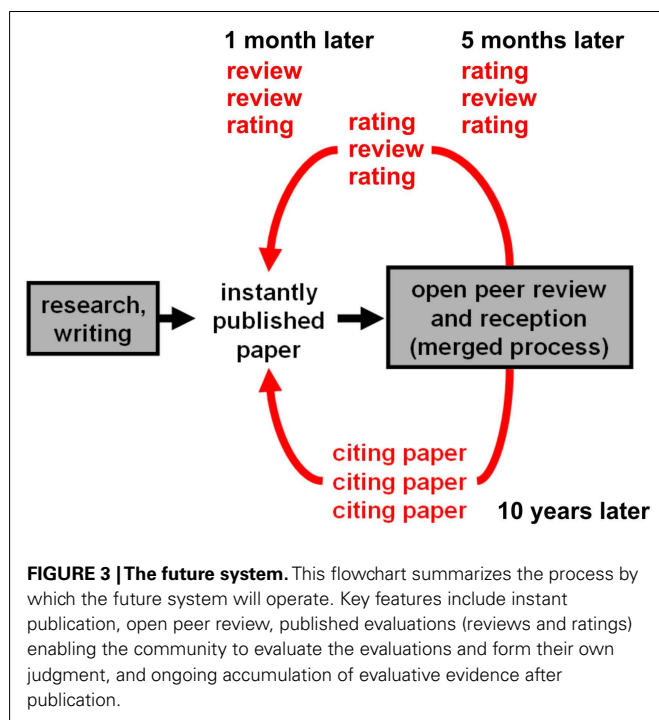 1 month later
review
review
rating
5 months later
rating
review
rating
rating
review
rating
research,
writing
instantly
published
paper
open peer review
and reception
(merged process)
citing paper
citing paper
citing paper
10 years later
FIGURE 3 | The future system. This flowchart summarizes the process by
which the future system will operate. Key features include instant
publication, open peer review, published evaluations (reviews and ratings)
enabling the community to evaluate the evaluations and form their own
judgment, and ongoing accumulation of evaluative evidence after
publication.